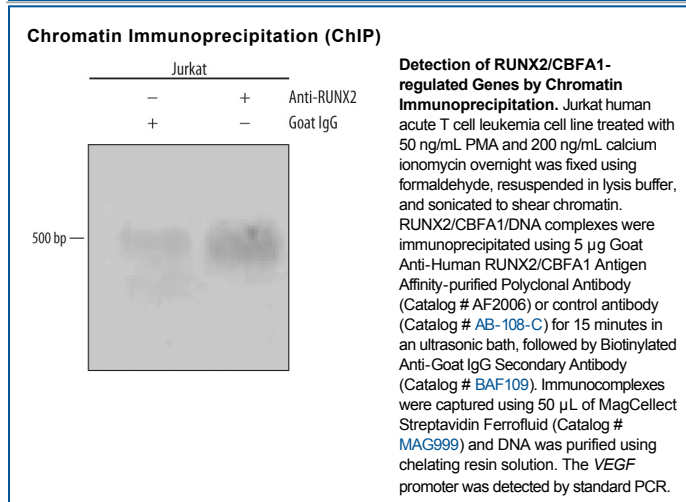 Chromatin Immunoprecipitation (ChIP)
Jurkat
− + Anti-RUNX2
+ − Goat IgG
500 bp
Detection of RUNX2/CBFA1-
regulated Genes by Chromatin
Immunoprecipitation. Jurkat human
acute T cell leukemia cell line treated with
50 ng/mL PMA and 200 ng/mL calcium
ionomycin overnight was fixed using
formaldehyde, resuspended in lysis buffer,
and sonicated to shear chromatin.
RUNX2/CBFA1/DNA complexes were
immunoprecipitated using 5 µg Goat
Anti-Human RUNX2/CBFA1 Antigen
Affinity-purified Polyclonal Antibody
(Catalog # AF2006) or control antibody
(Catalog # AB-108-C) for 15 minutes in
an ultrasonic bath, followed by Biotinylated
Anti-Goat IgG Secondary Antibody
(Catalog # BAF109). Immunocomplexes
were captured using 50 µL of MagCellect
Streptavidin Ferrofluid (Catalog #
MAG999) and DNA was purified using
chelating resin solution. The VEGF
promoter was detected by standard PCR.